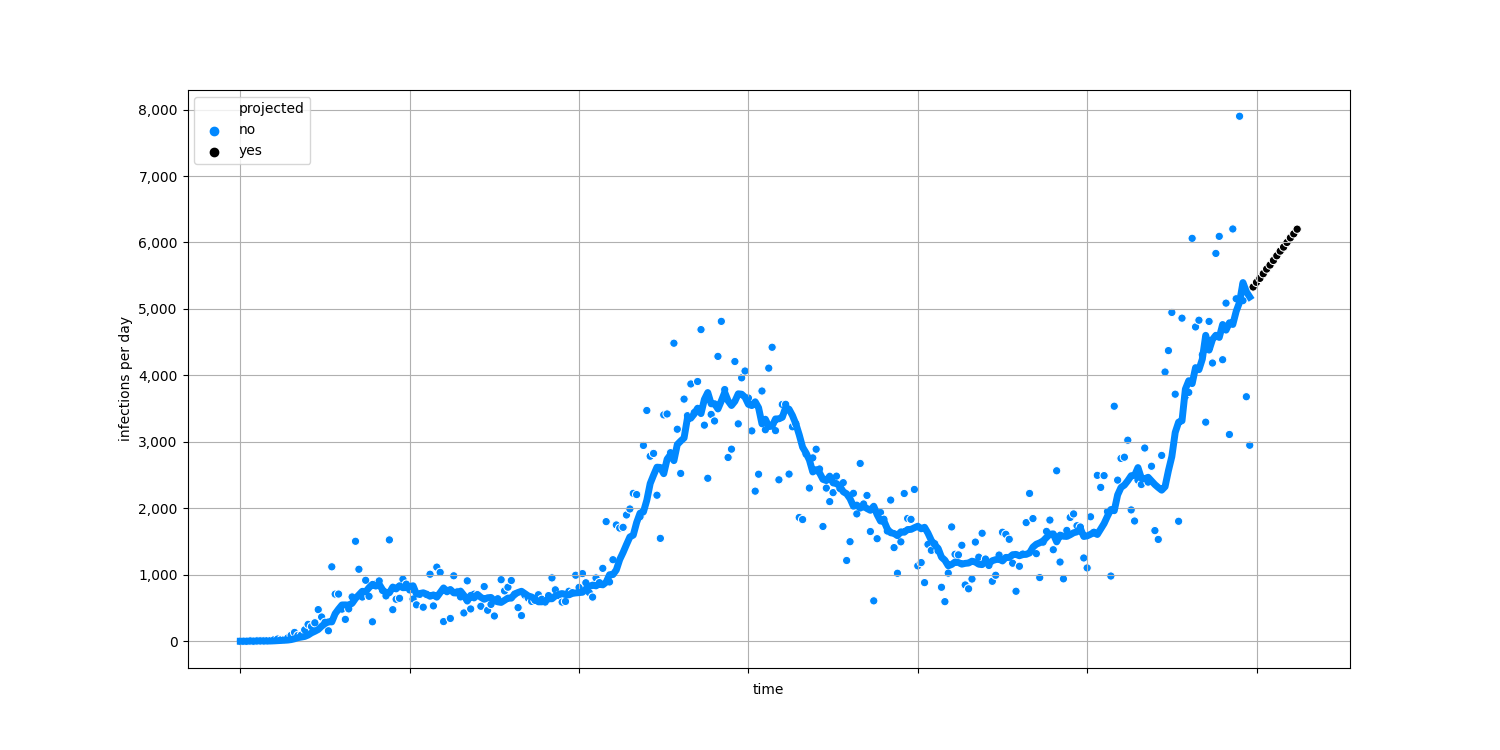 projected
no
yes
8,000
7,000
6,000
5,000
4,000
3,000
2,000
1,000
0
infections per day
time